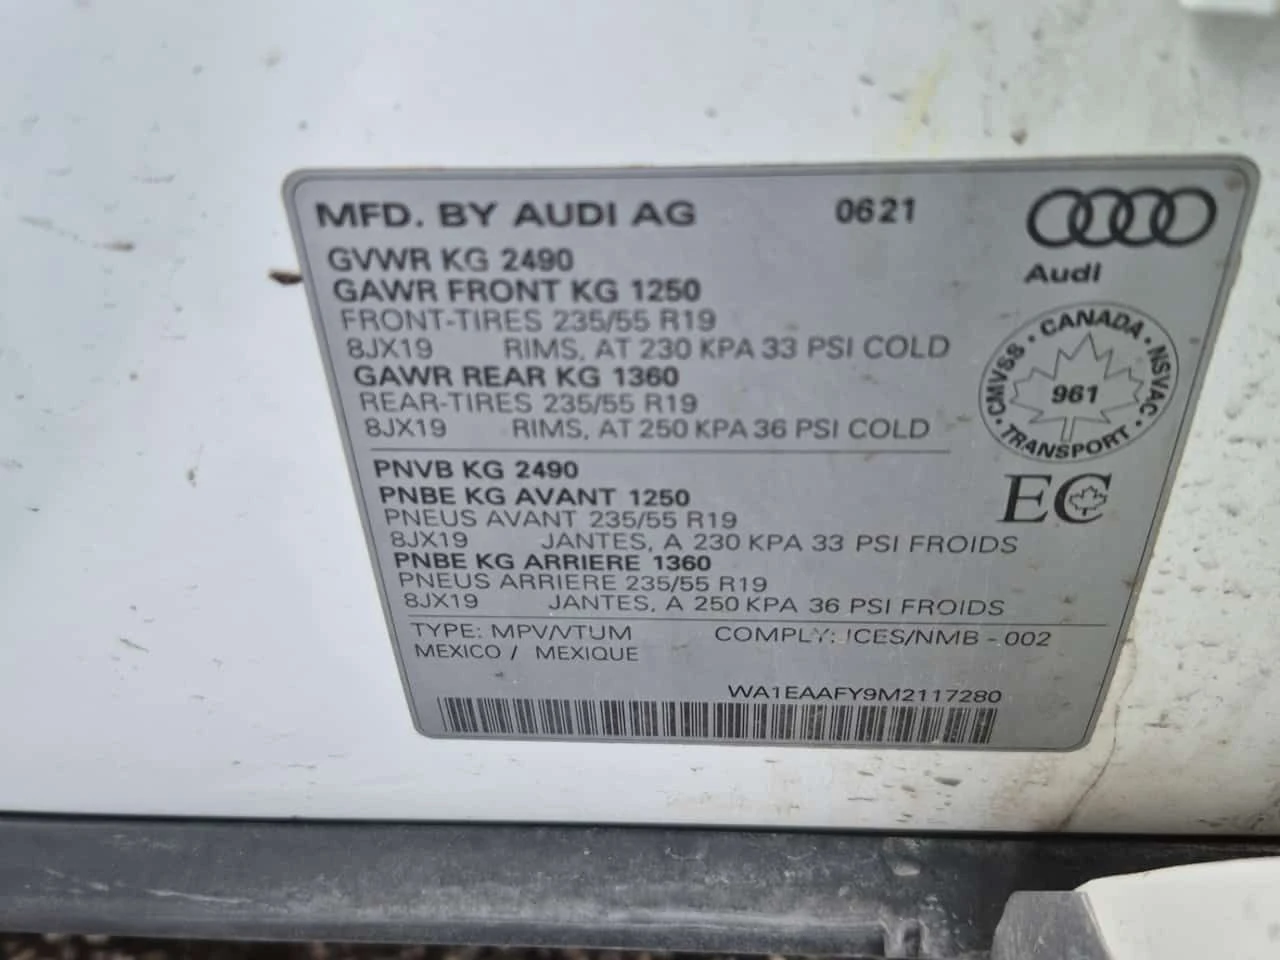 MFD. BY AUDI AG 0621
Audi
GVWR KG 2490
GAWR FRONT KG 1250
FRONT-TIRES 235/55 R19
8JX19 RIMS, AT 230 KPA 33 PSI COLD
GAWR REAR KG 1360
REAR-TIRES 235/55 R19
8JX19 RIMS, AT 250 KPA 36 PSI COLD
CANADA · NSVAC · TRANSPORT · CMVSS ·
961
EC
PNVB KG 2490
PNBE KG AVANT 1250
PNEUS AVANT 235/55 R19
8JX19 JANTES, A 230 KPA 33 PSI FROIDS
PNBE KG ARRIERE 1360
PNEUS ARRIERE 235/55 R19
8JX19 JANTES, A 250 KPA 36 PSI FROIDS
TYPE: MPV/VTUM COMPLY: ICES/NMB-002
MEXICO / MEXIQUE
WA1EAAFY9M2117280